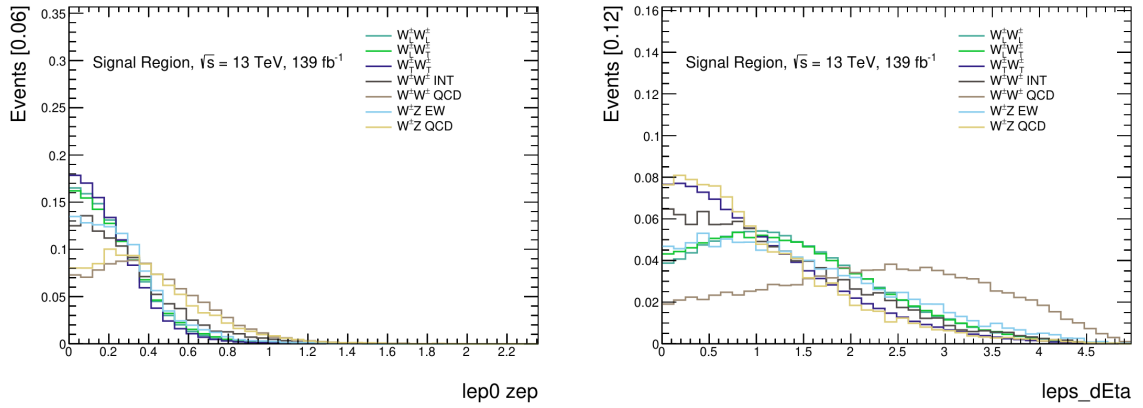 Events [0.06]
0.35
0.3
0.25
0.2
0.15
0.1
0.05
0
Signal Region, √s = 13 TeV, 139 fb⁻¹
W±LW±L
W±LW±T
W±TW±T
W±W± INT
W±W± QCD
W±Z EW
W±Z QCD
0 0.2 0.4 0.6 0.8 1 1.2 1.4 1.6 1.8 2 2.2
lep0 zep
Events [0.12]
0.16
0.14
0.12
0.1
0.08
0.06
0.04
0.02
0
Signal Region, √s = 13 TeV, 139 fb⁻¹
W±LW±L
W±LW±T
W±TW±T
W±W± INT
W±W± QCD
W±Z EW
W±Z QCD
0 0.5 1 1.5 2 2.5 3 3.5 4 4.5
leps_dEta